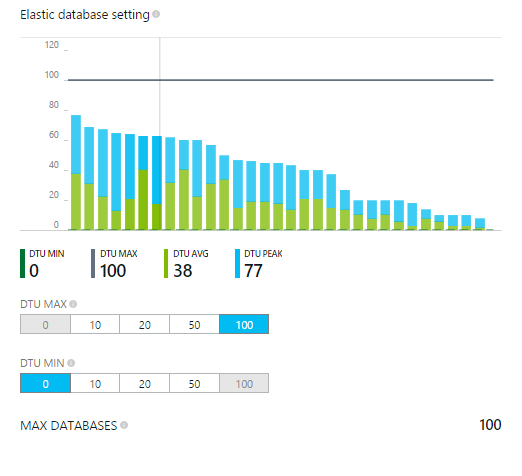 Elastic database setting
120
100
80
60
40
20
0
DTU MIN DTU MAX DTU AVG DTU PEAK
0 100 38 77
DTU MAX
0 10 20 50 100
DTU MIN
0 10 20 50 100
MAX DATABASES 100